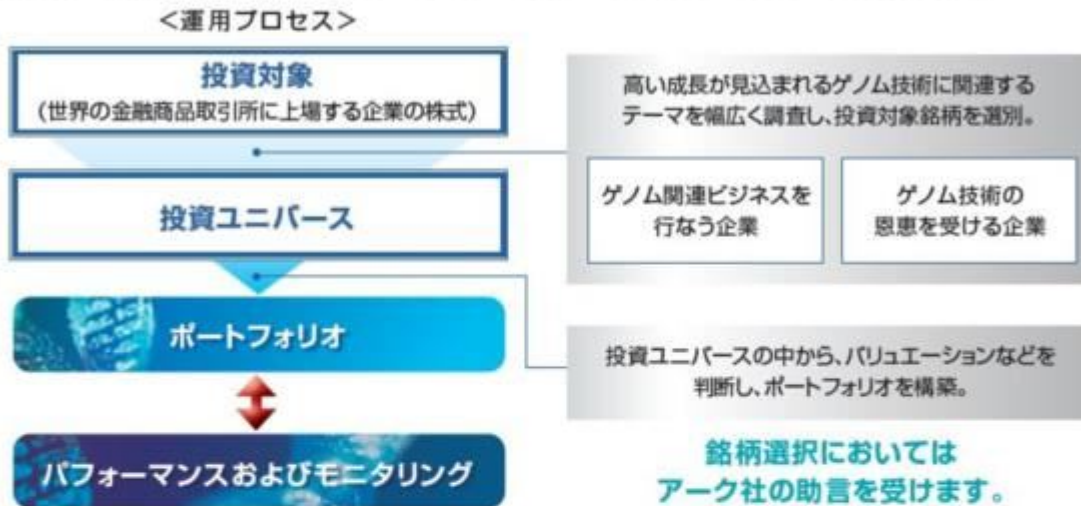 ＜運用プロセス＞
投資対象
(世界の金融商品取引所に上場する企業の株式)
高い成長が見込まれるゲノム技術に関連する
テーマを幅広く調査し、投資対象銘柄を選別。
ゲノム関連ビジネスを
行なう企業
ゲノム技術の
恩恵を受ける企業
投資ユニバース
ポートフォリオ
投資ユニバースの中から、バリュエーションなどを
判断し、ポートフォリオを構築。
パフォーマンスおよびモニタリング
銘柄選択においては
アーク社の助言を受けます。